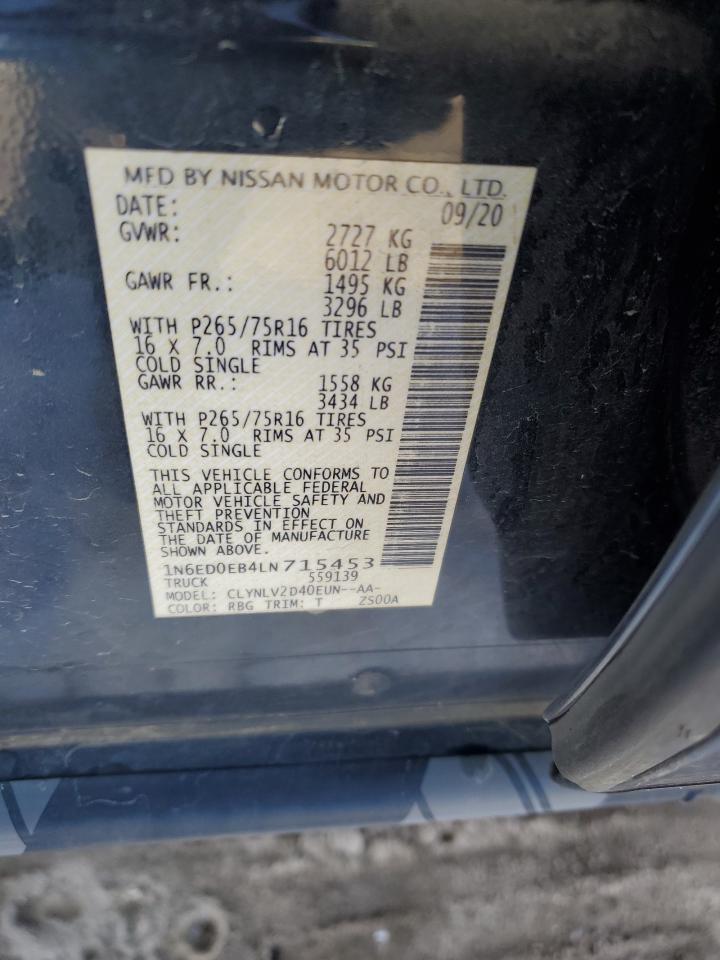 MFD BY NISSAN MOTOR CO., LTD.
DATE: 09/20
GVWR: 2727 KG
6012 LB
GAWR FR.: 1495 KG
3296 LB
WITH P265/75R16 TIRES
16 X 7.0 RIMS AT 35 PSI
COLD SINGLE
GAWR RR.: 1558 KG
3434 LB
WITH P265/75R16 TIRES
16 X 7.0 RIMS AT 35 PSI
COLD SINGLE
THIS VEHICLE CONFORMS TO
ALL APPLICABLE FEDERAL
MOTOR VEHICLE SAFETY AND
THEFT PREVENTION
STANDARDS IN EFFECT ON
THE DATE OF MANUFACTURE
SHOWN ABOVE.
1N6ED0EB4LN715453
TRUCK 559139
MODEL: CLYNLV2D40EUN--AA-
COLOR: RBG TRIM: T ZS00A